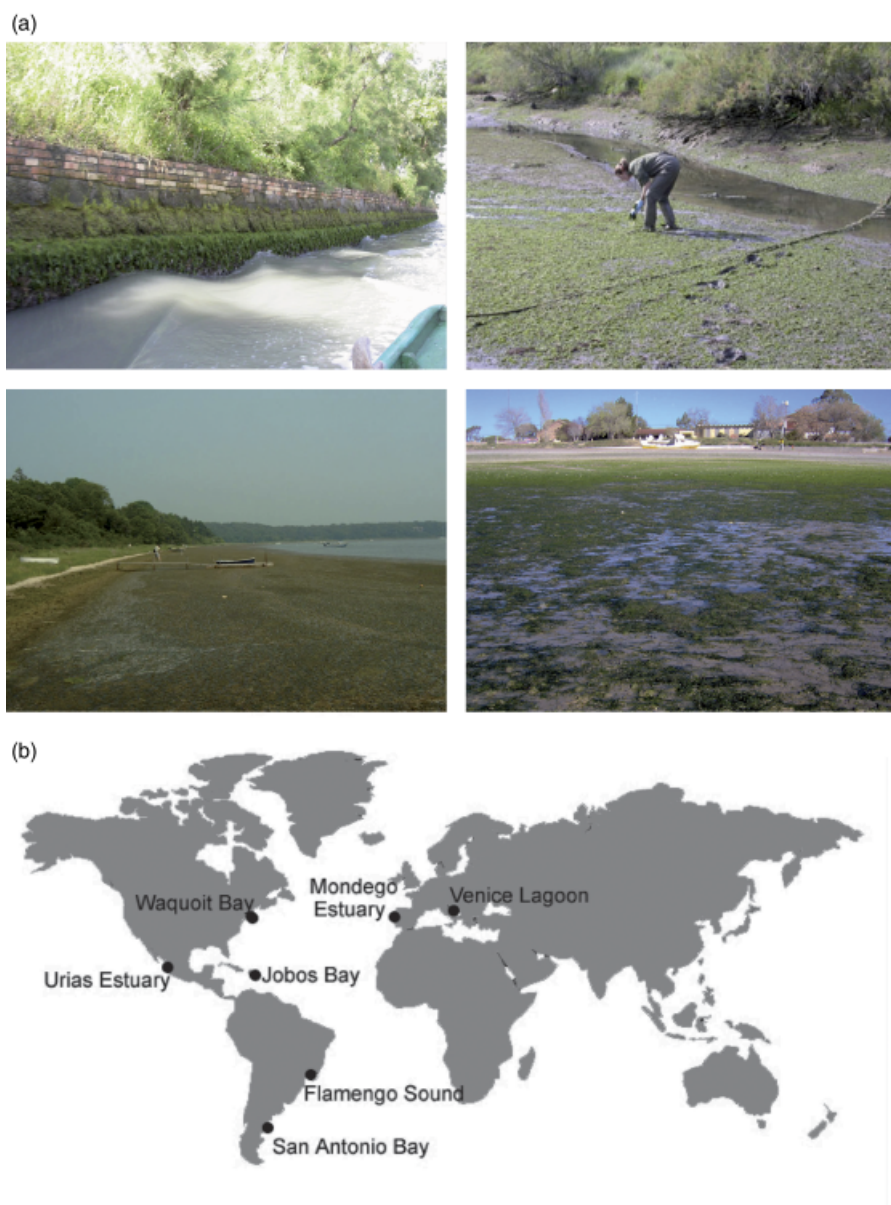 (a)
(b)
Waquoit Bay
Mondego
Estuary
Venice Lagoon
Urias Estuary
Jobos Bay
Flamengo Sound
San Antonio Bay